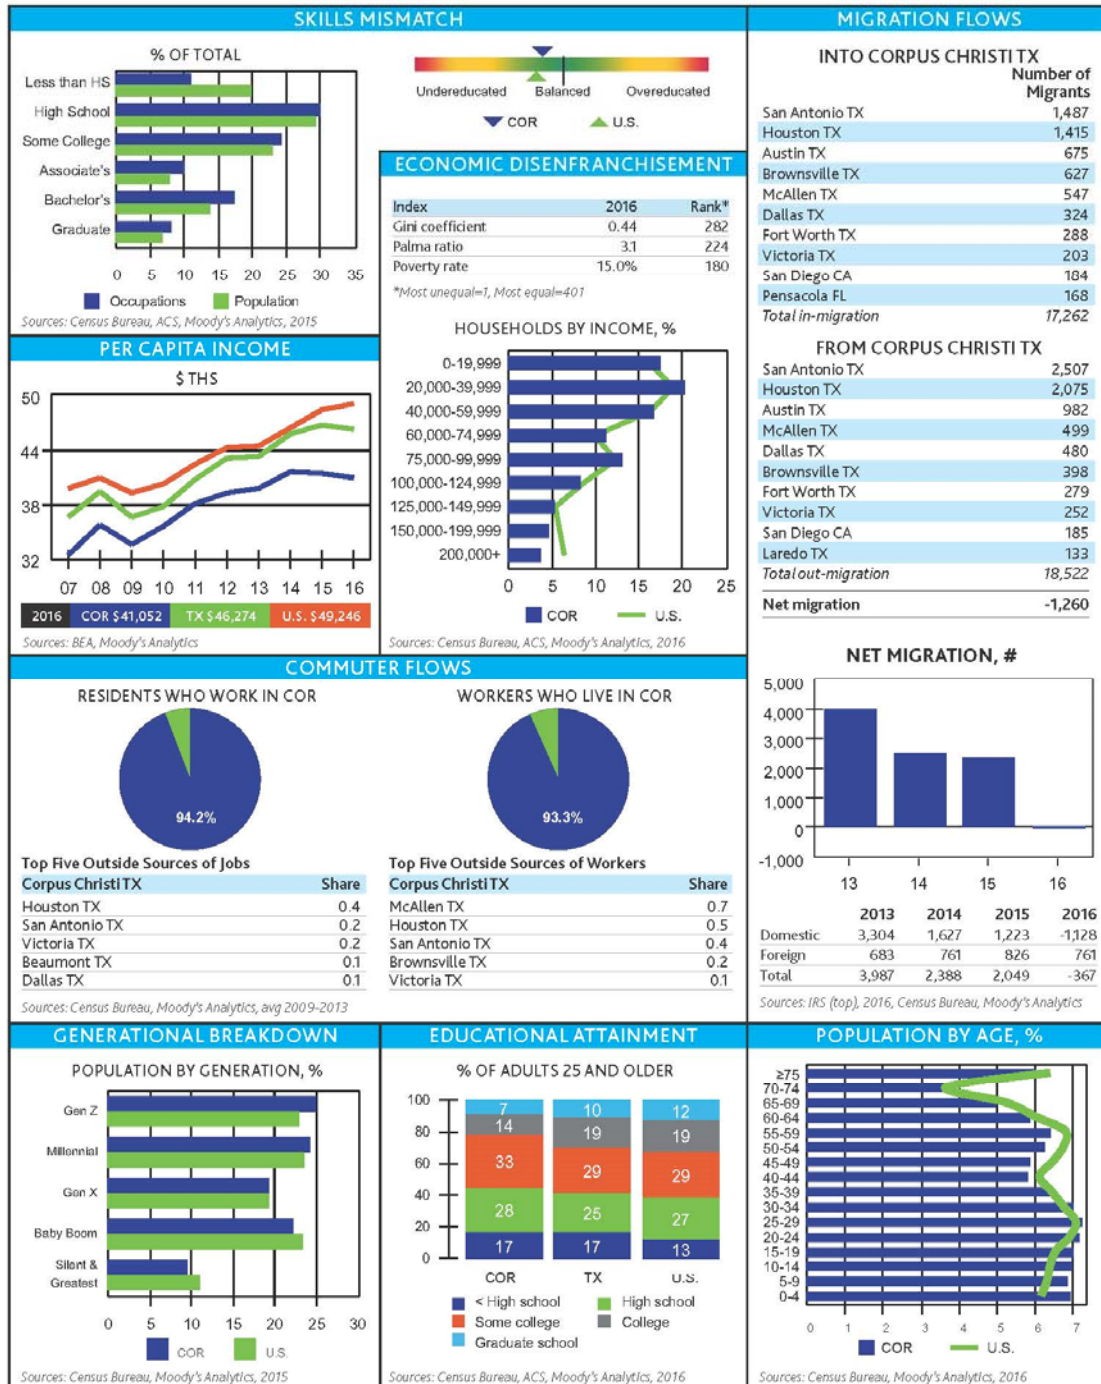 SKILLS MISMATCH
% OF TOTAL
Less than HS
High School
Some College
Associate's
Bachelor's
Graduate
0 5 10 15 20 25 30 35
Occupations Population
Sources: Census Bureau, ACS, Moody's Analytics, 2015
Undereducated Balanced Overeducated
COR U.S.
ECONOMIC DISENFRANCHISEMENT
Index 2016 Rank*
Gini coefficient 0.44 282
Palma ratio 3.1 224
Poverty rate 15.0% 180
*Most unequal=1, Most equal=401
HOUSEHOLDS BY INCOME, %
0-19,999
20,000-39,999
40,000-59,999
60,000-74,999
75,000-99,999
100,000-124,999
125,000-149,999
150,000-199,999
200,000+
0 5 10 15 20 25
COR U.S.
Sources: Census Bureau, ACS, Moody's Analytics, 2016
PER CAPITA INCOME
$ THS
50
44
38
32
07 08 09 10 11 12 13 14 15 16
2016 COR $41,052 TX $46,274 U.S. $49,246
Sources: BEA, Moody's Analytics
MIGRATION FLOWS
INTO CORPUS CHRISTI TX
Number of
Migrants
San Antonio TX 1,487
Houston TX 1,415
Austin TX 675
Brownsville TX 627
McAllen TX 547
Dallas TX 324
Fort Worth TX 288
Victoria TX 203
San Diego CA 184
Pensacola FL 168
Total in-migration 17,262
FROM CORPUS CHRISTI TX
San Antonio TX 2,507
Houston TX 2,075
Austin TX 982
McAllen TX 499
Dallas TX 480
Brownsville TX 398
Fort Worth TX 279
Victoria TX 252
San Diego CA 185
Laredo TX 133
Total out-migration 18,522
Net migration -1,260
NET MIGRATION, #
5,000
4,000
3,000
2,000
1,000
0
-1,000
13 14 15 16
2013 2014 2015 2016
Domestic 3,304 1,627 1,223 -1,128
Foreign 683 761 826 761
Total 3,987 2,388 2,049 -367
Sources: IRS (top), 2016, Census Bureau, Moody's Analytics
COMMUTER FLOWS
RESIDENTS WHO WORK IN COR
94.2%
Top Five Outside Sources of Jobs
Corpus Christi TX Share
Houston TX 0.4
San Antonio TX 0.2
Victoria TX 0.2
Beaumont TX 0.1
Dallas TX 0.1
Sources: Census Bureau, Moody's Analytics, avg 2009-2013
WORKERS WHO LIVE IN COR
93.3%
Top Five Outside Sources of Workers
Corpus Christi TX Share
McAllen TX 0.7
Houston TX 0.5
San Antonio TX 0.4
Brownsville TX 0.2
Victoria TX 0.1
GENERATIONAL BREAKDOWN
POPULATION BY GENERATION, %
Gen Z
Millennial
Gen X
Baby Boom
Silent &
Greatest
0 5 10 15 20 25 30
COR U.S.
Sources: Census Bureau, Moody's Analytics, 2015
EDUCATIONAL ATTAINMENT
% OF ADULTS 25 AND OLDER
100
80
60
40
20
0
7 10 12
14 19 19
33 29 29
28 25 27
17 17 13
COR TX U.S.
< High school High school
Some college College
Graduate school
Sources: Census Bureau, ACS, Moody's Analytics, 2016
POPULATION BY AGE, %
≥75
70-74
65-69
60-64
55-59
50-54
45-49
40-44
35-39
30-34
25-29
20-24
15-19
10-14
5-9
0-4
0 1 2 3 4 5 6 7
COR U.S.
Sources: Census Bureau, Moody's Analytics, 2016